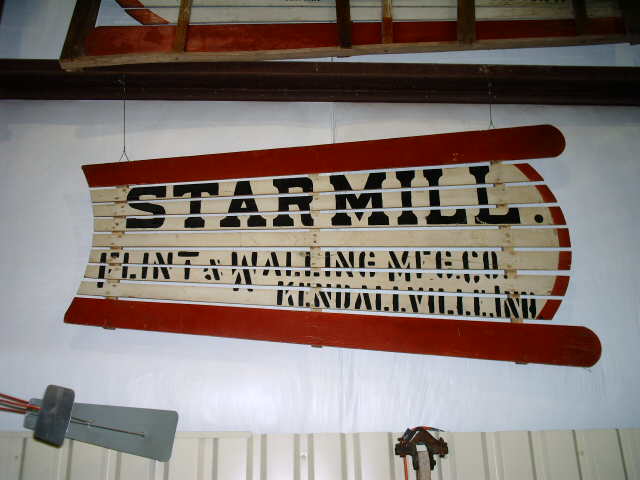 STAR MILL.
FLINT & WALLING MFG. CO.
KENDALLVILLE, IND